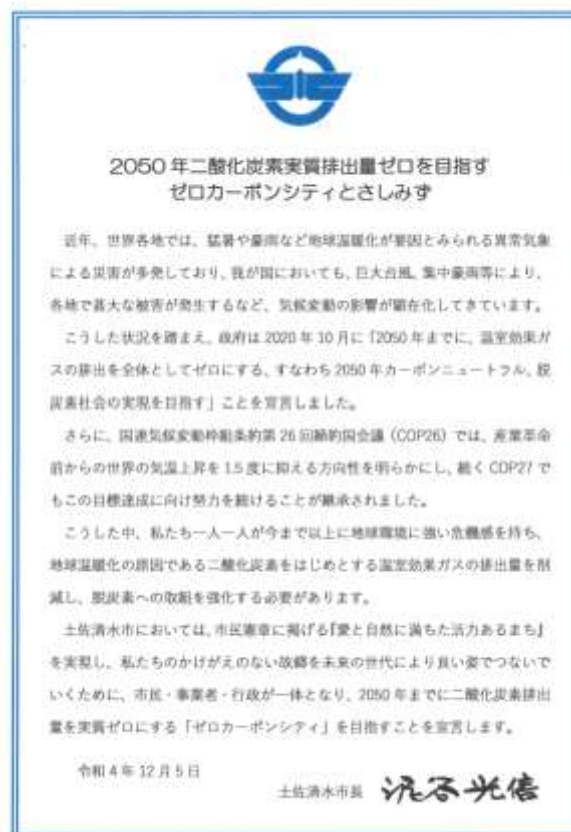 2050年二酸化炭素実質排出量ゼロを目指す
ゼロカーボンシティとさしみず
近年、世界各地では、猛暑や豪雨など地球温暖化が要因とみられる異常気象
による災害が多発しており、我が国においても、巨大台風、集中豪雨等により、
各地で甚大な被害が発生するなど、気候変動の影響が顕在化してきています。
こうした状況を踏まえ、政府は2020年10月に「2050年までに、温室効果ガ
スの排出を全体としてゼロにする、すなわち2050年カーボンニュートラル、脱
炭素社会の実現を目指す」ことを宣言しました。
さらに、国連気候変動枠組条約第26回締約国会議（COP26）では、産業革命
前からの世界の気温上昇を1.5度に抑える方向性を明らかにし、続くCOP27で
もこの目標達成に向け努力を続けることが継承されました。
こうした中、私たち一人一人が今まで以上に地球環境に強い危機感を持ち、
地球温暖化の原因である二酸化炭素をはじめとする温室効果ガスの排出量を削
減し、脱炭素への取組を強化する必要があります。
土佐清水市においては、市民憲章に掲げる『愛と自然に満ちた活力あるまち』
を実現し、私たちのかけがえのない故郷を未来の世代により良い姿でつないで
いくために、市民・事業者・行政が一体となり、2050年までに二酸化炭素排出
量を実質ゼロにする「ゼロカーボンシティ」を目指すことを宣言します。
令和4年12月5日
土佐清水市長 泥谷光信